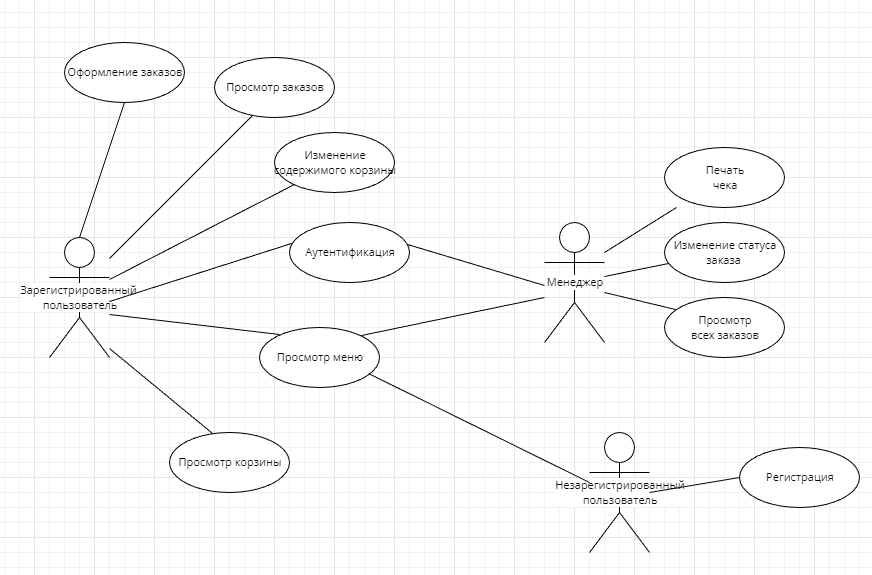 Оформление заказов
Просмотр заказов
Изменение
содержимого корзины
Печать
чека
Аутентификация
Изменение статуса
заказа
Менеджер
Зарегистрированный
пользователь
Просмотр
всех заказов
Просмотр меню
Просмотр корзины
Незарегистрированный
пользователь
Регистрация